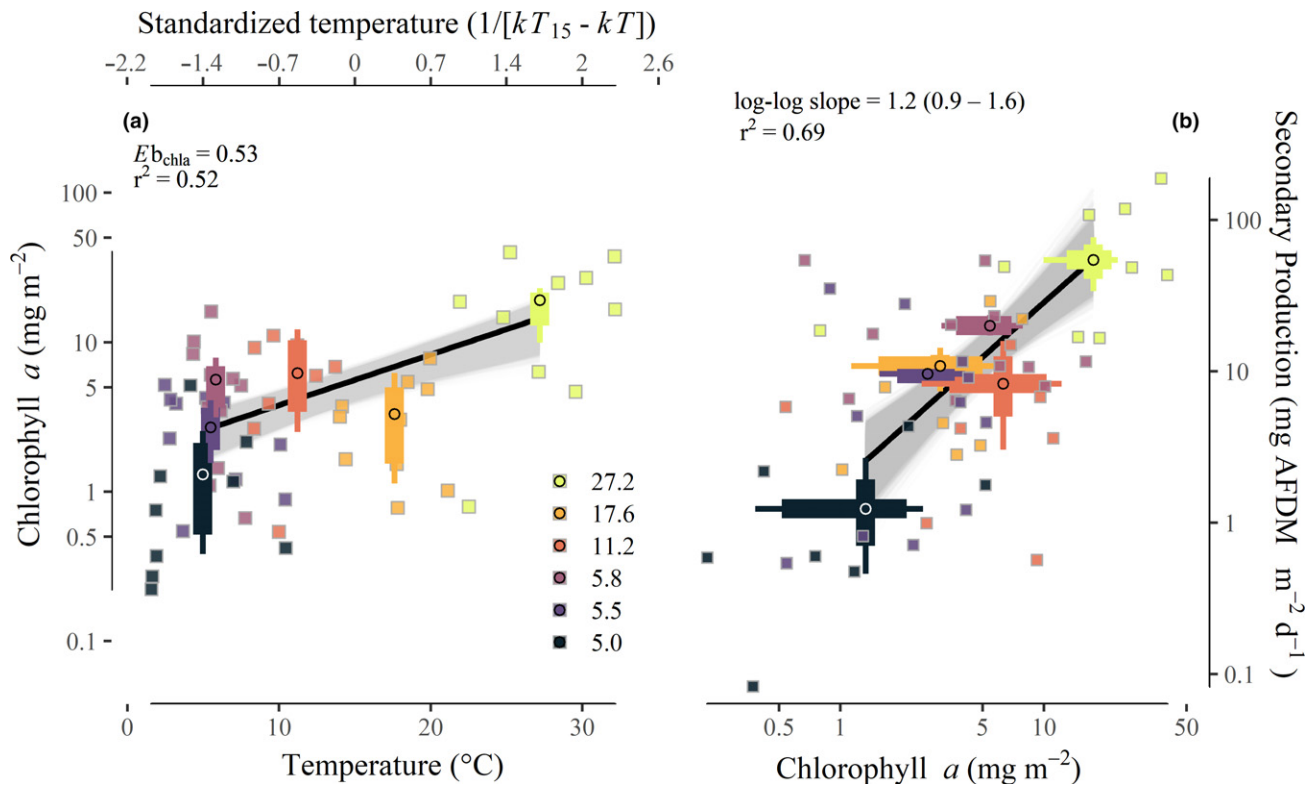 Standardized temperature (1/[kT₁₅ - kT])
-2.2 -1.4 -0.7 0 0.7 1.4 2 2.6
(a)
Eb_chla = 0.53
r² = 0.52
100
50
10
5
1
0.5
0.1
Chlorophyll a (mg m⁻²)
27.2
17.6
11.2
5.8
5.5
5.0
0 10 20 30
Temperature (°C)
log-log slope = 1.2 (0.9 – 1.6)
r² = 0.69
(b)
100
10
1
0.1
Secondary Production (mg AFDM m⁻² d⁻¹)
0.5 1 5 10 50
Chlorophyll a (mg m⁻²)